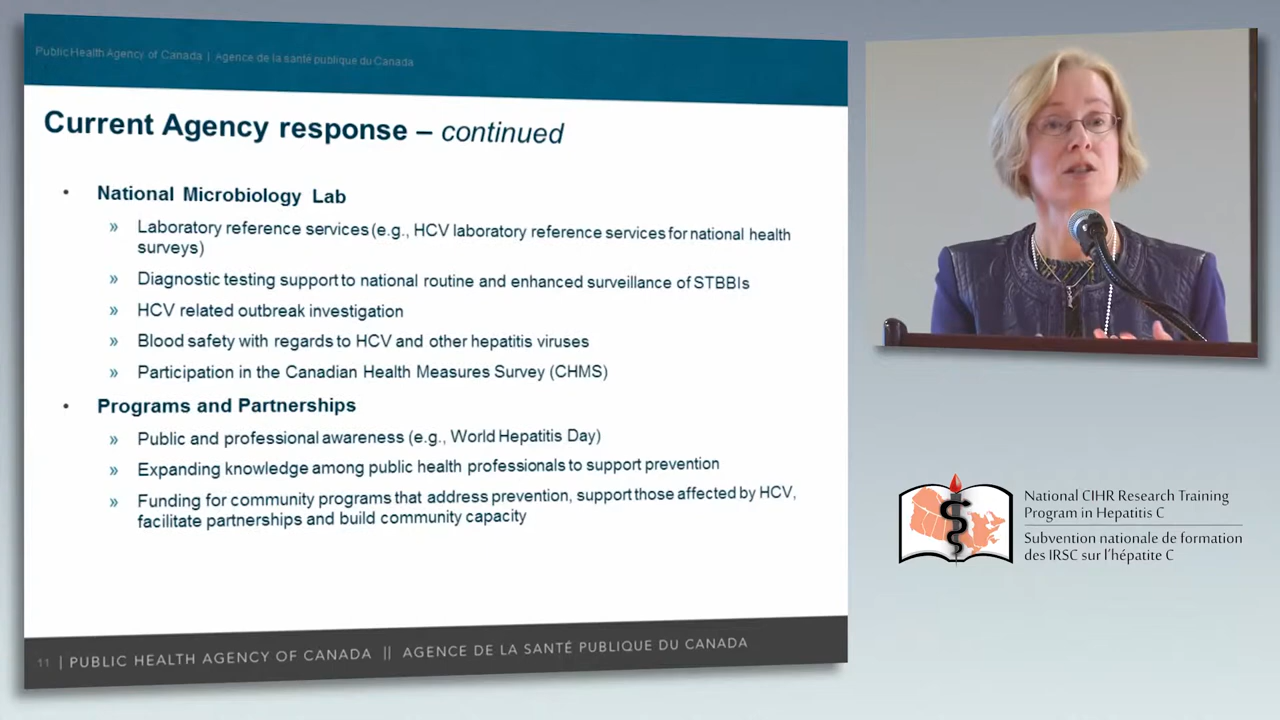 Public Health Agency of Canada | Agence de la santé publique du Canada
Current Agency response – continued
• National Microbiology Lab
» Laboratory reference services (e.g., HCV laboratory reference services for national health
surveys)
» Diagnostic testing support to national routine and enhanced surveillance of STBBIs
» HCV related outbreak investigation
» Blood safety with regards to HCV and other hepatitis viruses
» Participation in the Canadian Health Measures Survey (CHMS)
• Programs and Partnerships
» Public and professional awareness (e.g., World Hepatitis Day)
» Expanding knowledge among public health professionals to support prevention
» Funding for community programs that address prevention, support those affected by HCV,
facilitate partnerships and build community capacity
11 | PUBLIC HEALTH AGENCY OF CANADA || AGENCE DE LA SANTÉ PUBLIQUE DU CANADA
National CIHR Research Training
Program in Hepatitis C
Subvention nationale de formation
des IRSC sur l'hépatite C